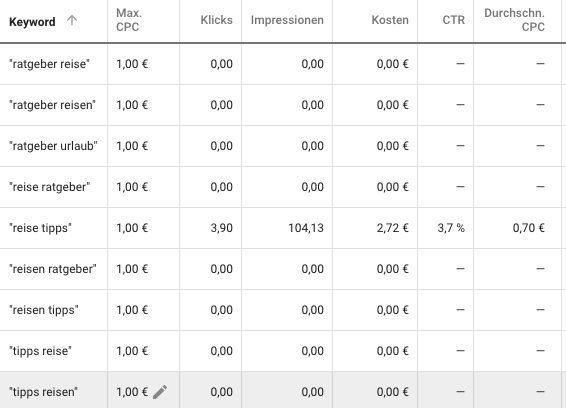 Keyword ↑ Max. CPC Klicks Impressionen Kosten CTR Durchschn. CPC
"ratgeber reise" 1,00 € 0,00 0,00 0,00 € — —
"ratgeber reisen" 1,00 € 0,00 0,00 0,00 € — —
"ratgeber urlaub" 1,00 € 0,00 0,00 0,00 € — —
"reise ratgeber" 1,00 € 0,00 0,00 0,00 € — —
"reise tipps" 1,00 € 3,90 104,13 2,72 € 3,7 % 0,70 €
"reisen ratgeber" 1,00 € 0,00 0,00 0,00 € — —
"reisen tipps" 1,00 € 0,00 0,00 0,00 € — —
"tipps reise" 1,00 € 0,00 0,00 0,00 € — —
"tipps reisen" 1,00 € 0,00 0,00 0,00 € — —